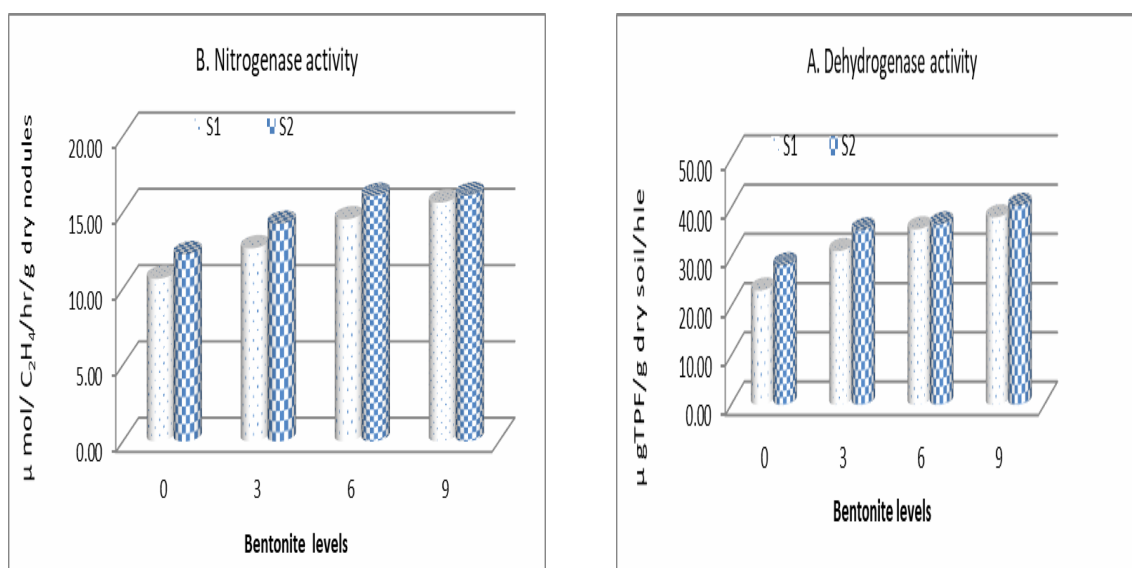 B. Nitrogenase activity
S1 S2
µ mol/ C₂H₄/hr/g dry nodules
20.00
15.00
10.00
5.00
0.00
0 3 6 9
Bentonite levels
A. Dehydrogenase activity
S1 S2
µ gTPF/g dry soil/hle
50.00
40.00
30.00
20.00
10.00
0.00
0 3 6 9
Bentonite levels